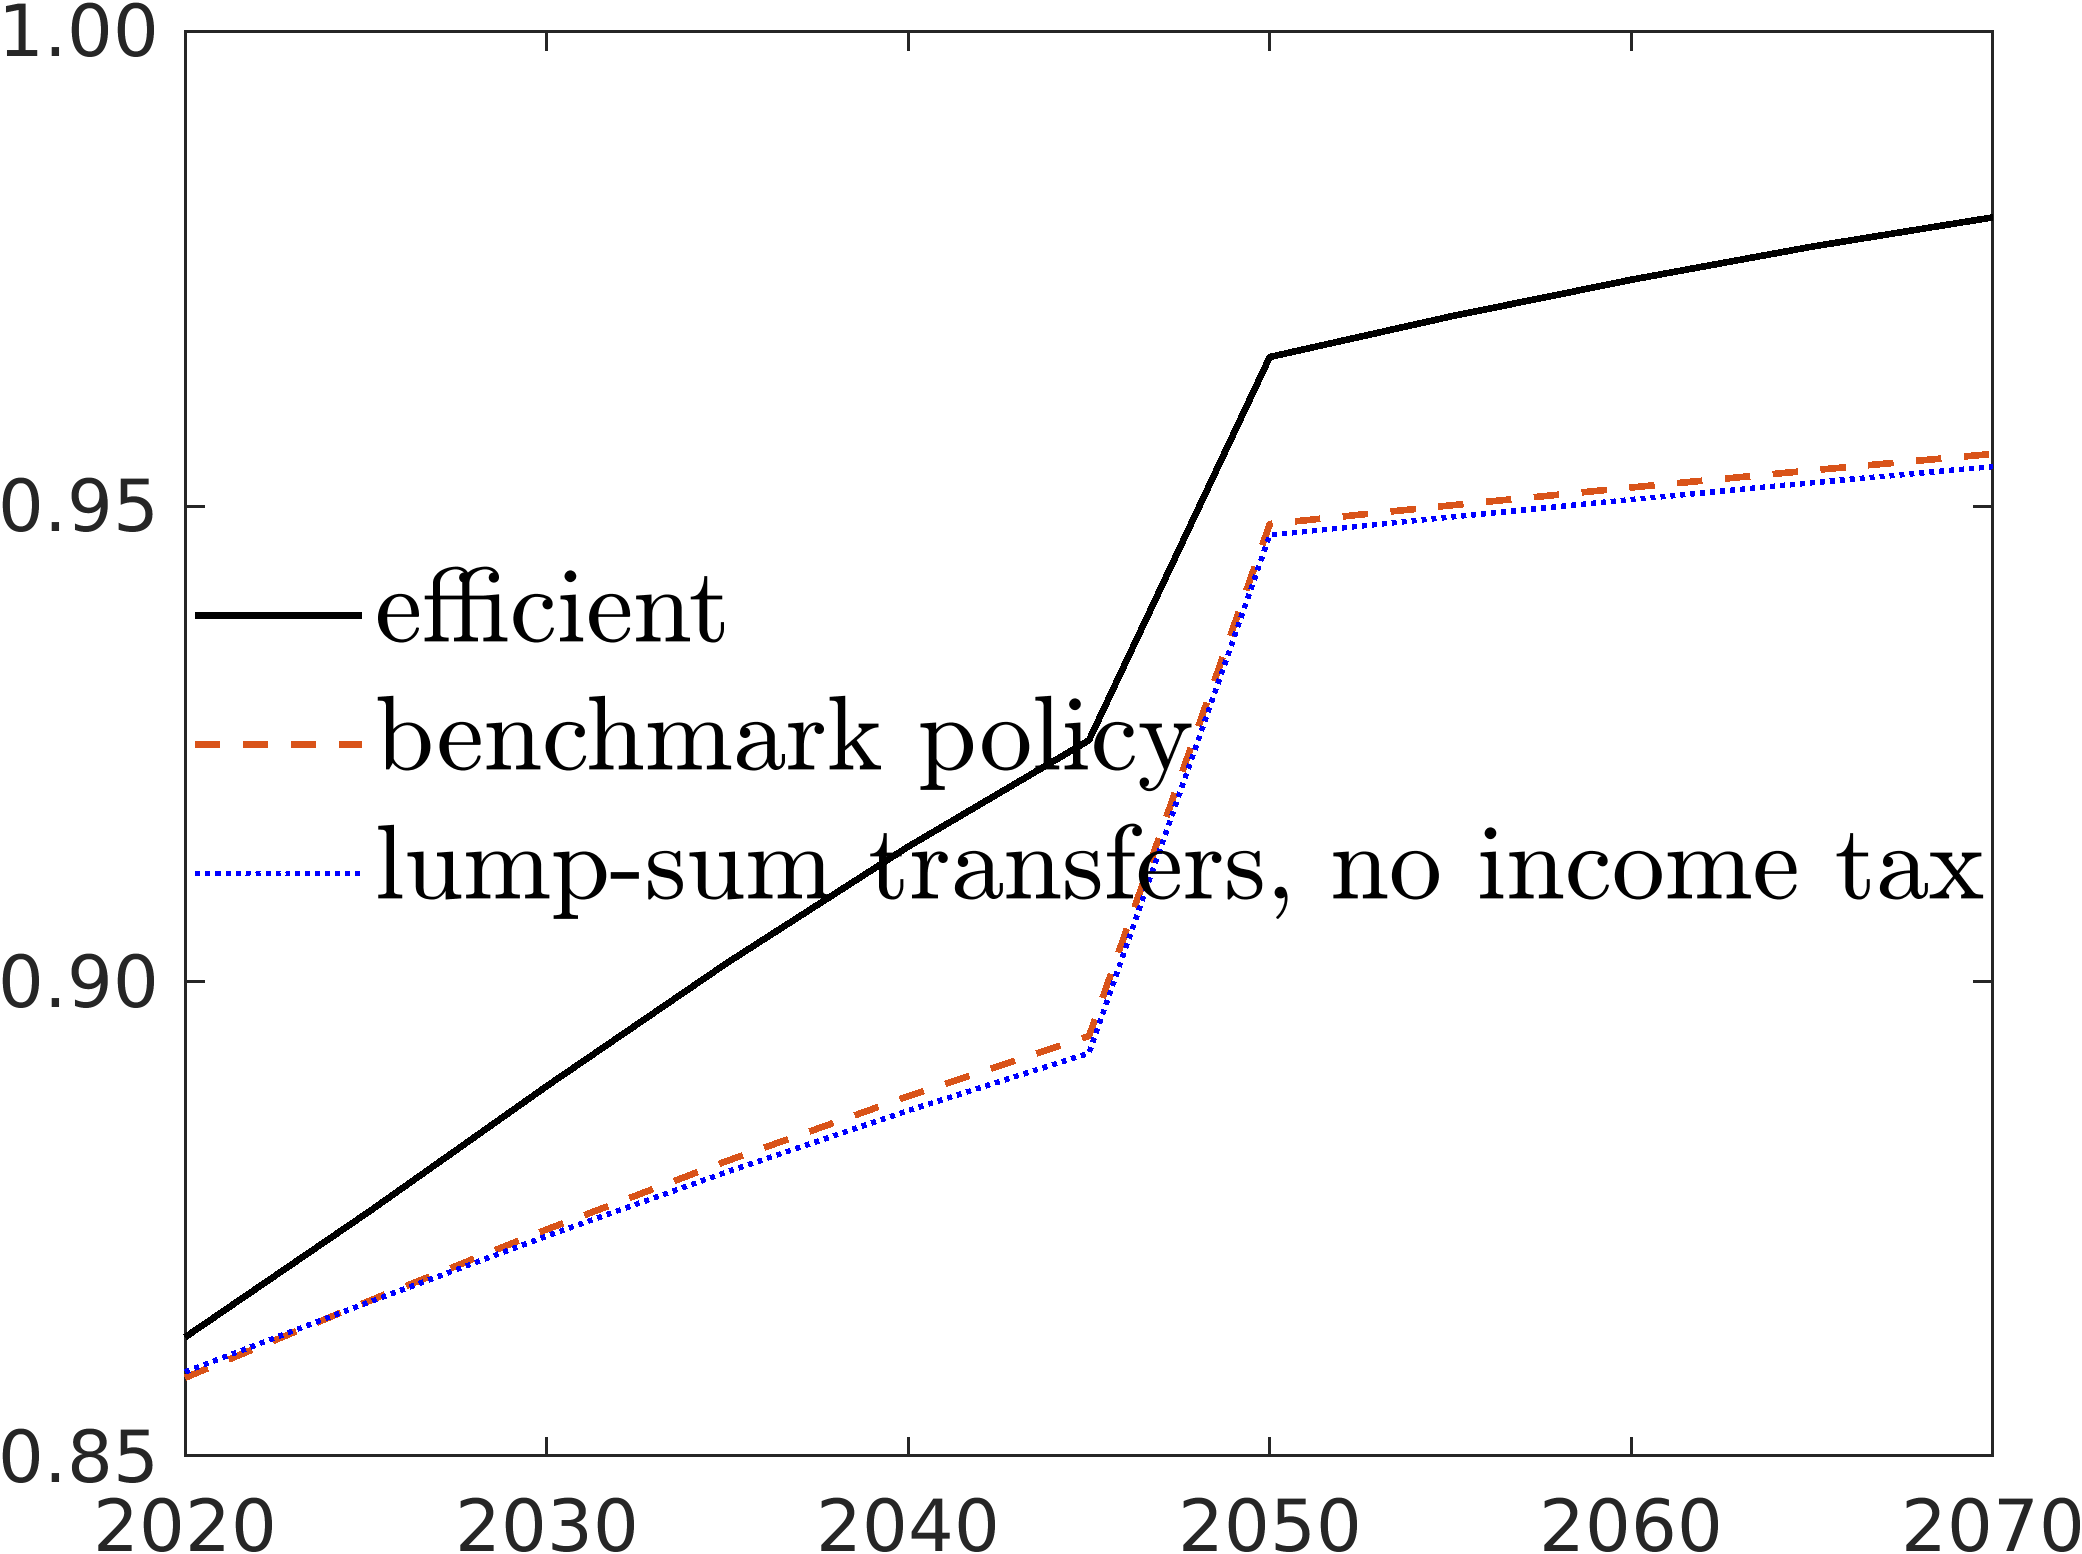 1.00
0.95
efficient
benchmark policy
lump-sum transfers, no income tax
0.90
0.85
2020 2030 2040 2050 2060 2070